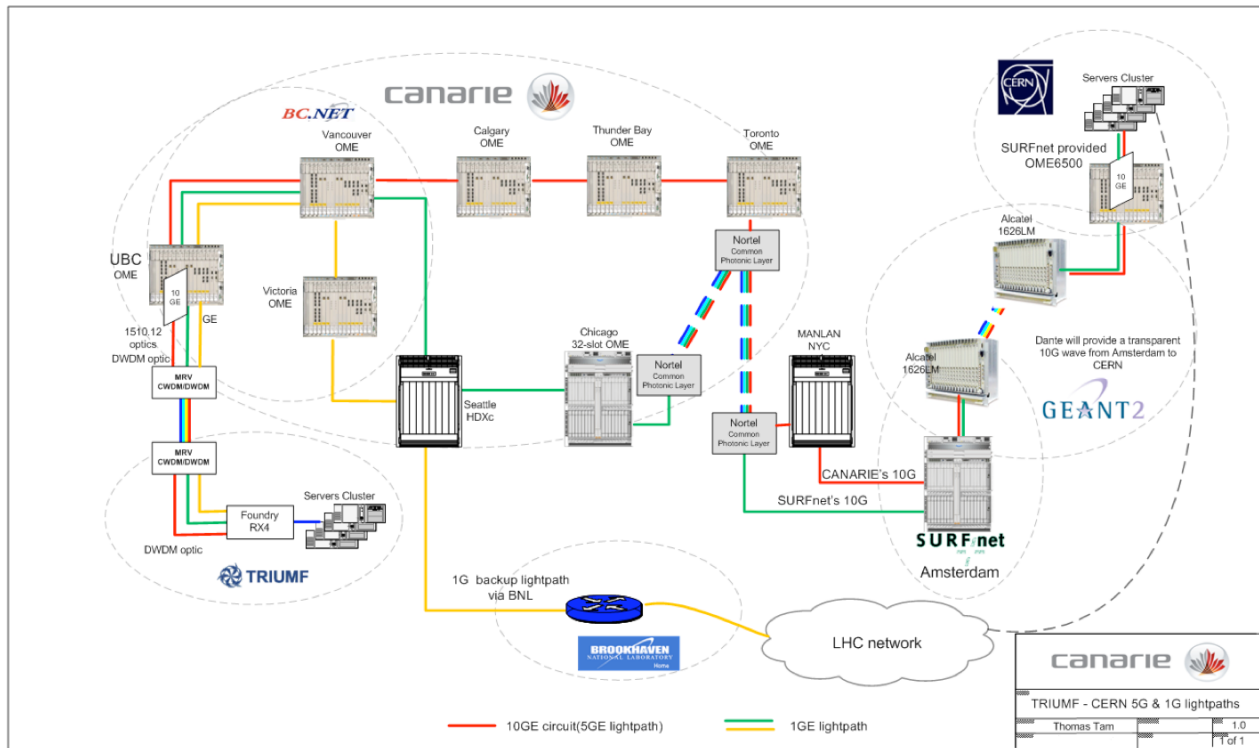 canarie
BC.NET
Vancouver
OME
Calgary
OME
Thunder Bay
OME
Toronto
OME
CERN
Servers Cluster
SURFnet provided
OME6500
10
GE
Alcatel
1626LM
Nortel
Common
Photonic Layer
UBC
OME
10
GE
GE
Victoria
OME
1510,12
optics
DWDM optic
MRV
CWDM/DWDM
Chicago
32-slot OME
Nortel
Common
Photonic Layer
MANLAN
NYC
Alcatel
1626LM
Dante will provide a transparent
10G wave from Amsterdam to
CERN
GEANT2
Seattle
HDXc
Nortel
Common
Photonic Layer
MRV
CWDM/DWDM
CANARIE's 10G
SURFnet's 10G
Servers Cluster
Foundry
RX4
DWDM optic
TRIUMF
SURFnet
Amsterdam
1G backup lightpath
via BNL
BROOKHAVEN
NATIONAL LABORATORY
Home
LHC network
10GE circuit(5GE lightpath)
1GE lightpath
canarie
TRIUMF - CERN 5G & 1G lightpaths
Thomas Tam
1.0
1 of 1